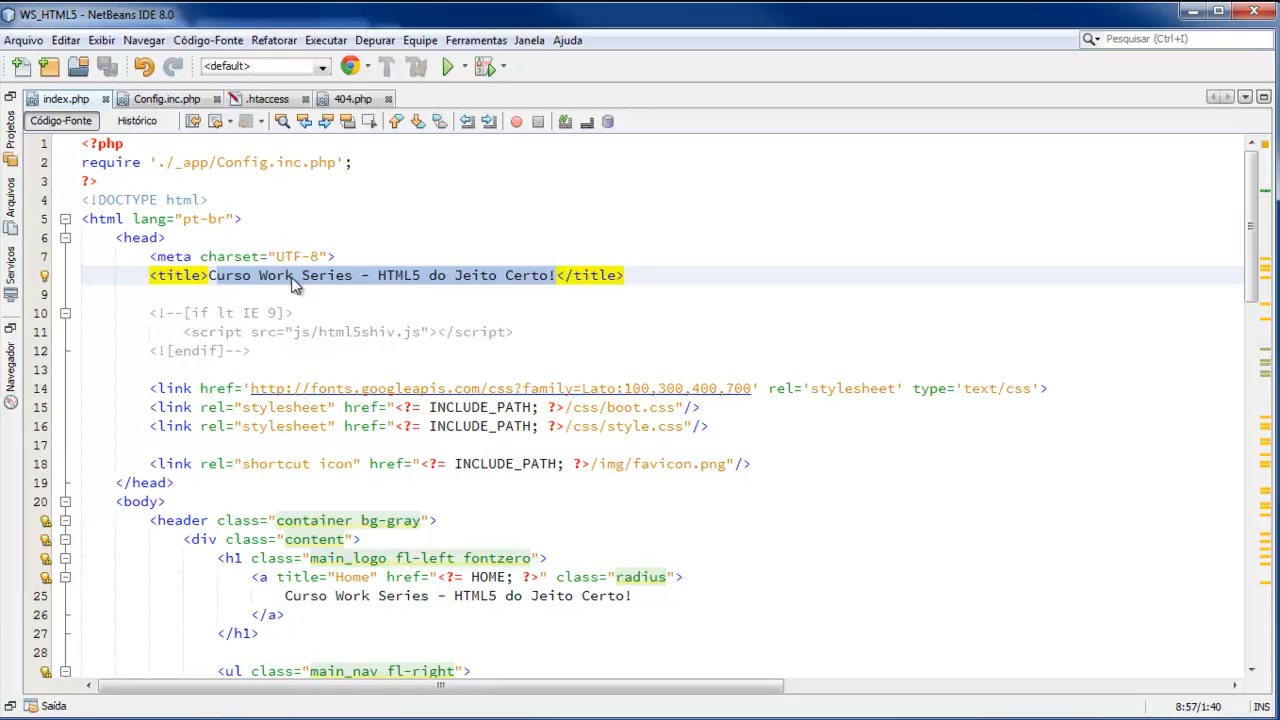 WS_HTML5 - NetBeans IDE 8.0
Arquivo Editar Exibir Navegar Código-Fonte Refatorar Executar Depurar Equipe Ferramentas Janela Ajuda
Pesquisar (Ctrl+I)
<default>
index.php Config.inc.php .htaccess 404.php
Código-Fonte Histórico
Projetos
Arquivos
Serviços
Navegador
1 <?php
2 require './_app/Config.inc.php';
3 ?>
4 <!DOCTYPE html>
5 <html lang="pt-br">
6 <head>
7 <meta charset="UTF-8">
<title>Curso Work Series - HTML5 do Jeito Certo!</title>
9
10 <!--[if lt IE 9]>
11 <script src="js/html5shiv.js"></script>
12 <![endif]-->
13
14 <link href='http://fonts.googleapis.com/css?family=Lato:100,300,400,700' rel='stylesheet' type='text/css'>
15 <link rel="stylesheet" href="<?= INCLUDE_PATH; ?>/css/boot.css"/>
16 <link rel="stylesheet" href="<?= INCLUDE_PATH; ?>/css/style.css"/>
17
18 <link rel="shortcut icon" href="<?= INCLUDE_PATH; ?>/img/favicon.png"/>
19 </head>
20 <body>
<header class="container bg-gray">
<div class="content">
<h1 class="main_logo fl-left fontzero">
<a title="Home" href="<?= HOME; ?>" class="radius">
25 Curso Work Series - HTML5 do Jeito Certo!
26 </a>
27 </h1>
28
<ul class="main_nav fl-right">
Saída
8:57/1:40 INS